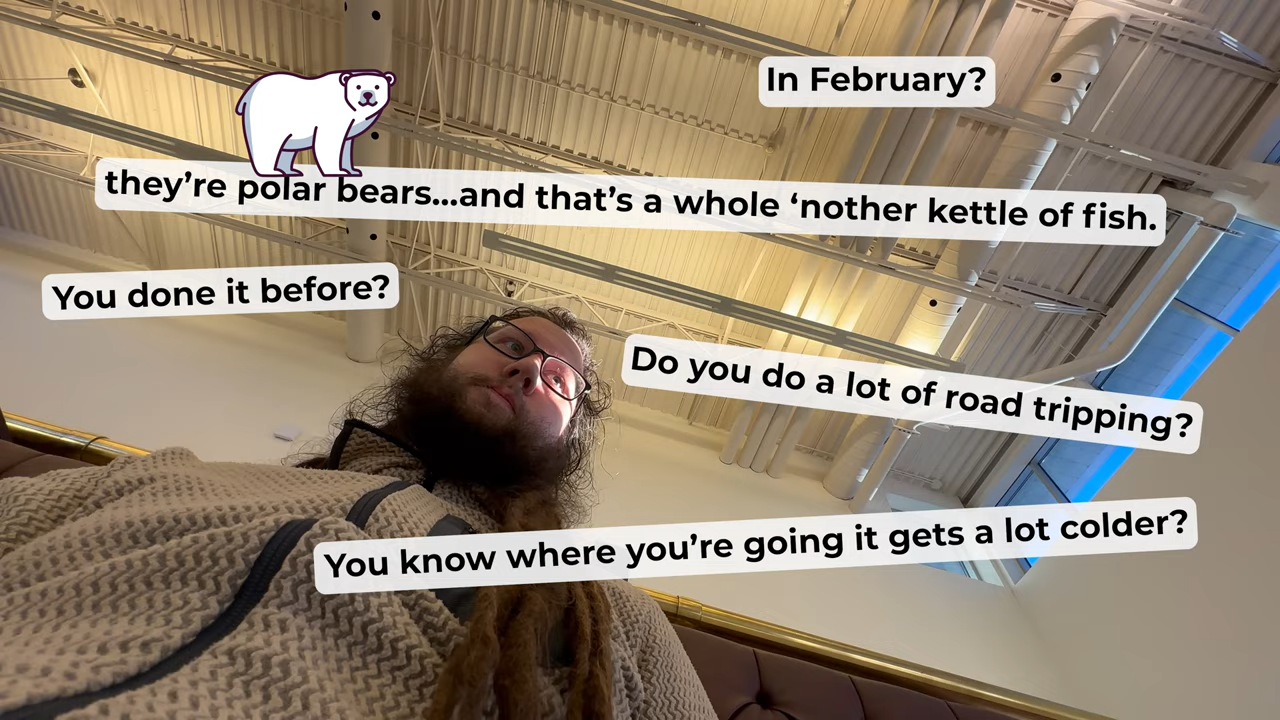 In February?
they’re polar bears...and that’s a whole ‘nother kettle of fish.
You done it before?
Do you do a lot of road tripping?
You know where you’re going it gets a lot colder?